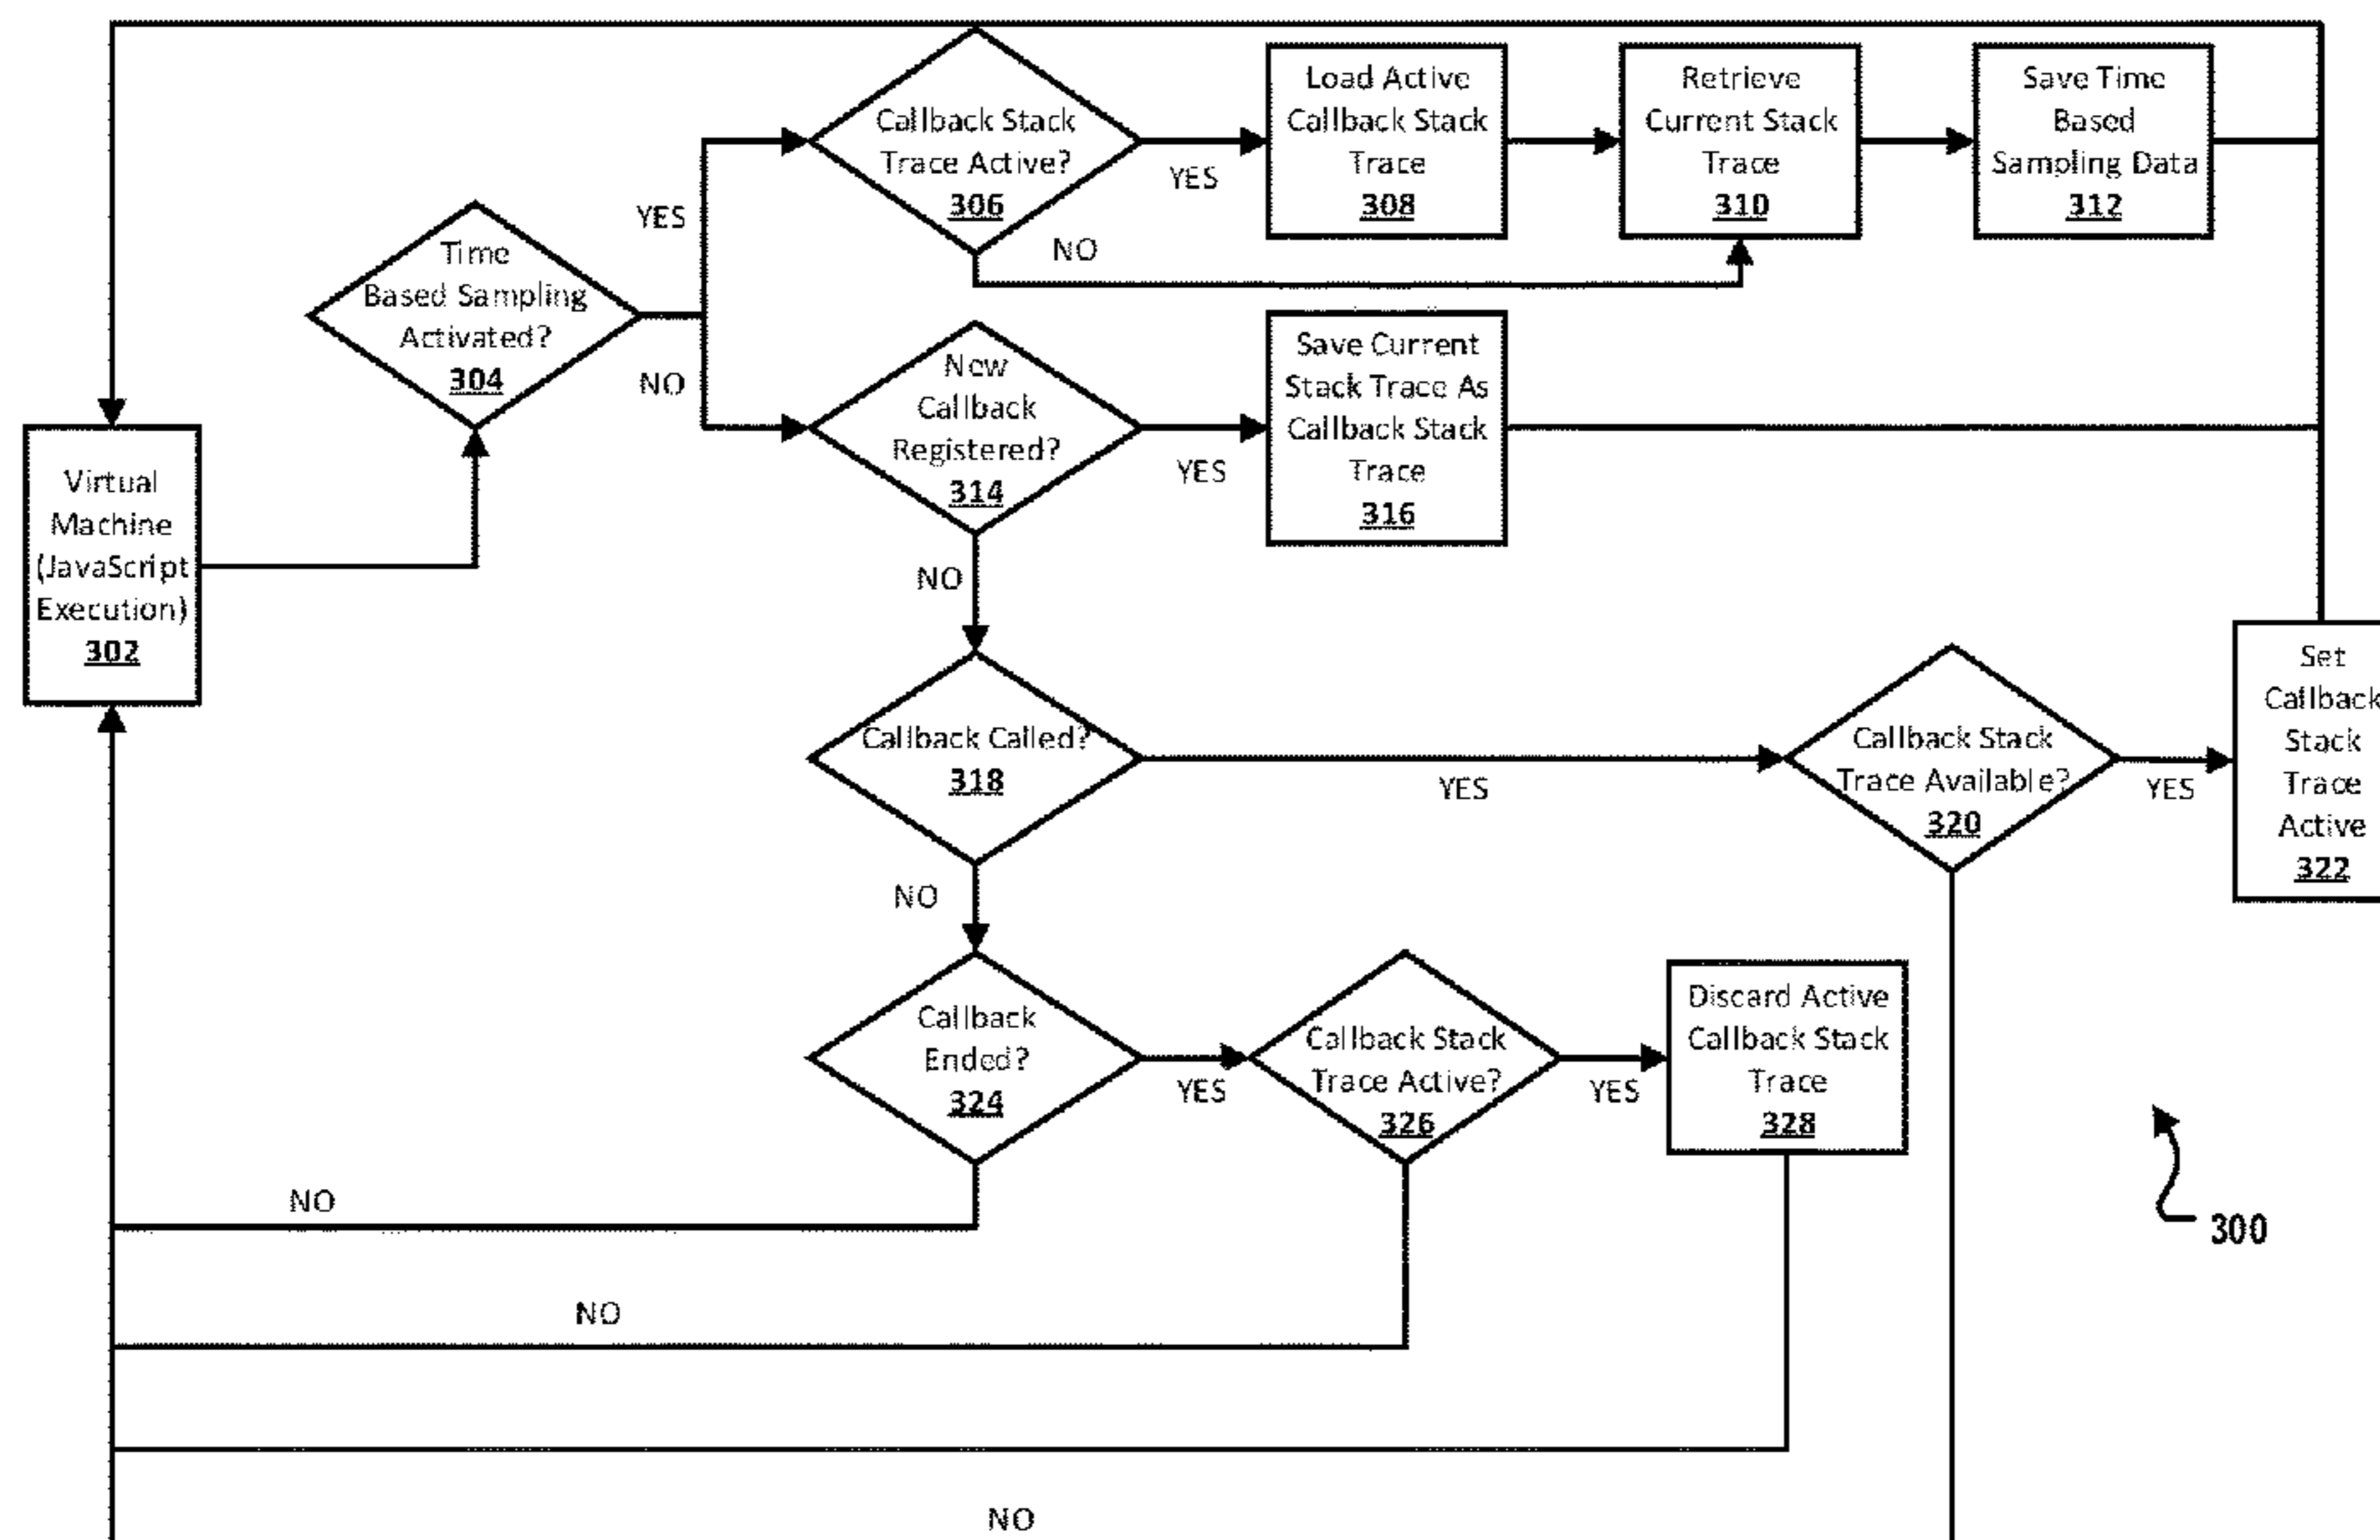 Callback Stack
Trace Active?
306
YES
Load Active
Callback Stack
Trace
308
Retrieve
Current Stack
Trace
310
Save Time
Based
Sampling Data
312
NO
YES
Time
Based Sampling
Activated?
304
NO
New
Callback
Registered?
314
YES
Save Current
Stack Trace As
Callback Stack
Trace
316
Virtual
Machine
(JavaScript
Execution)
302
NO
Callback Called?
318
YES
Callback Stack
Trace Available?
320
YES
Set
Callback
Stack
Trace
Active
322
NO
Callback
Ended?
324
YES
Callback Stack
Trace Active?
326
YES
Discard Active
Callback Stack
Trace
328
NO
300
NO
NO